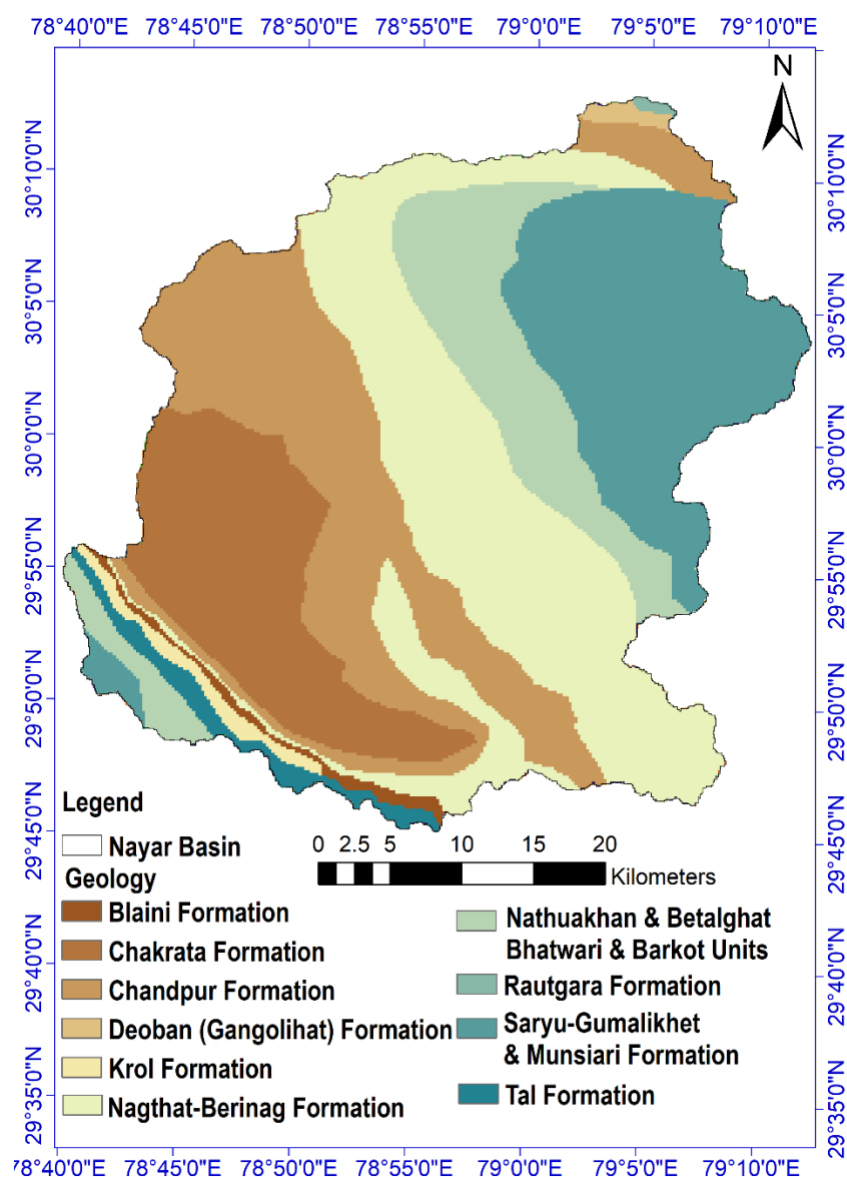 78°40'0"E 78°45'0"E 78°50'0"E 78°55'0"E 79°0'0"E 79°5'0"E 79°10'0"E
N
30°10'0"N 30°10'0"N
30°5'0"N 30°5'0"N
30°0'0"N 30°0'0"N
29°55'0"N 29°55'0"N
29°50'0"N 29°50'0"N
29°45'0"N 29°45'0"N
29°40'0"N 29°40'0"N
29°35'0"N 29°35'0"N
Legend
Nayar Basin
0 2.5 5 10 15 20
Kilometers
Geology
Blaini Formation
Chakrata Formation
Chandpur Formation
Deoban (Gangolihat) Formation
Krol Formation
Nagthat-Berinag Formation
Nathuakhan & Betalghat
Bhatwari & Barkot Units
Rautgara Formation
Saryu-Gumalikhet
& Munsiari Formation
Tal Formation
78°40'0"E 78°45'0"E 78°50'0"E 78°55'0"E 79°0'0"E 79°5'0"E 79°10'0"E